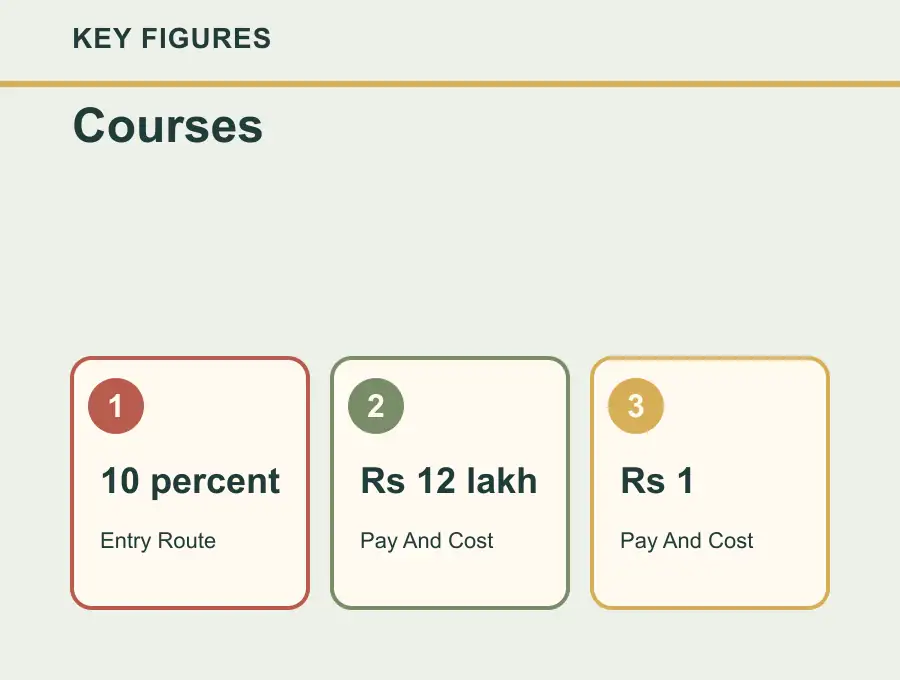 KEY FIGURES
Courses
1
10 percent
Entry Route
2
Rs 12 lakh
Pay And Cost
3
Rs 1
Pay And Cost